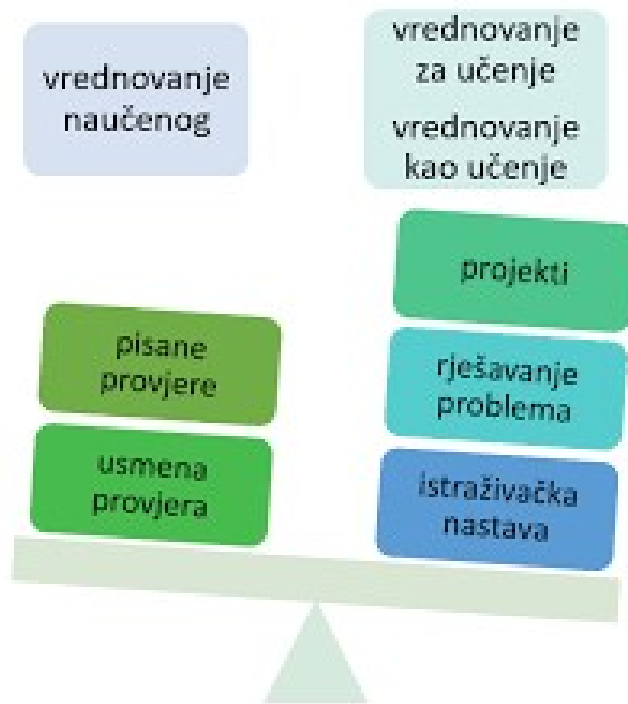 vrednovanje
naučenog
vrednovanje
za učenje
vrednovanje
kao učenje
pisane
provjere
usmena
provjera
projekti
rješavanje
problema
istraživačka
nastava